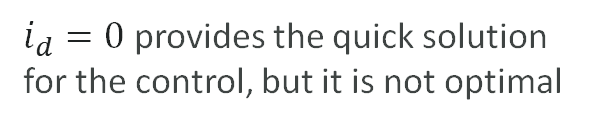 i_d = 0 provides the quick solution
for the control, but it is not optimal